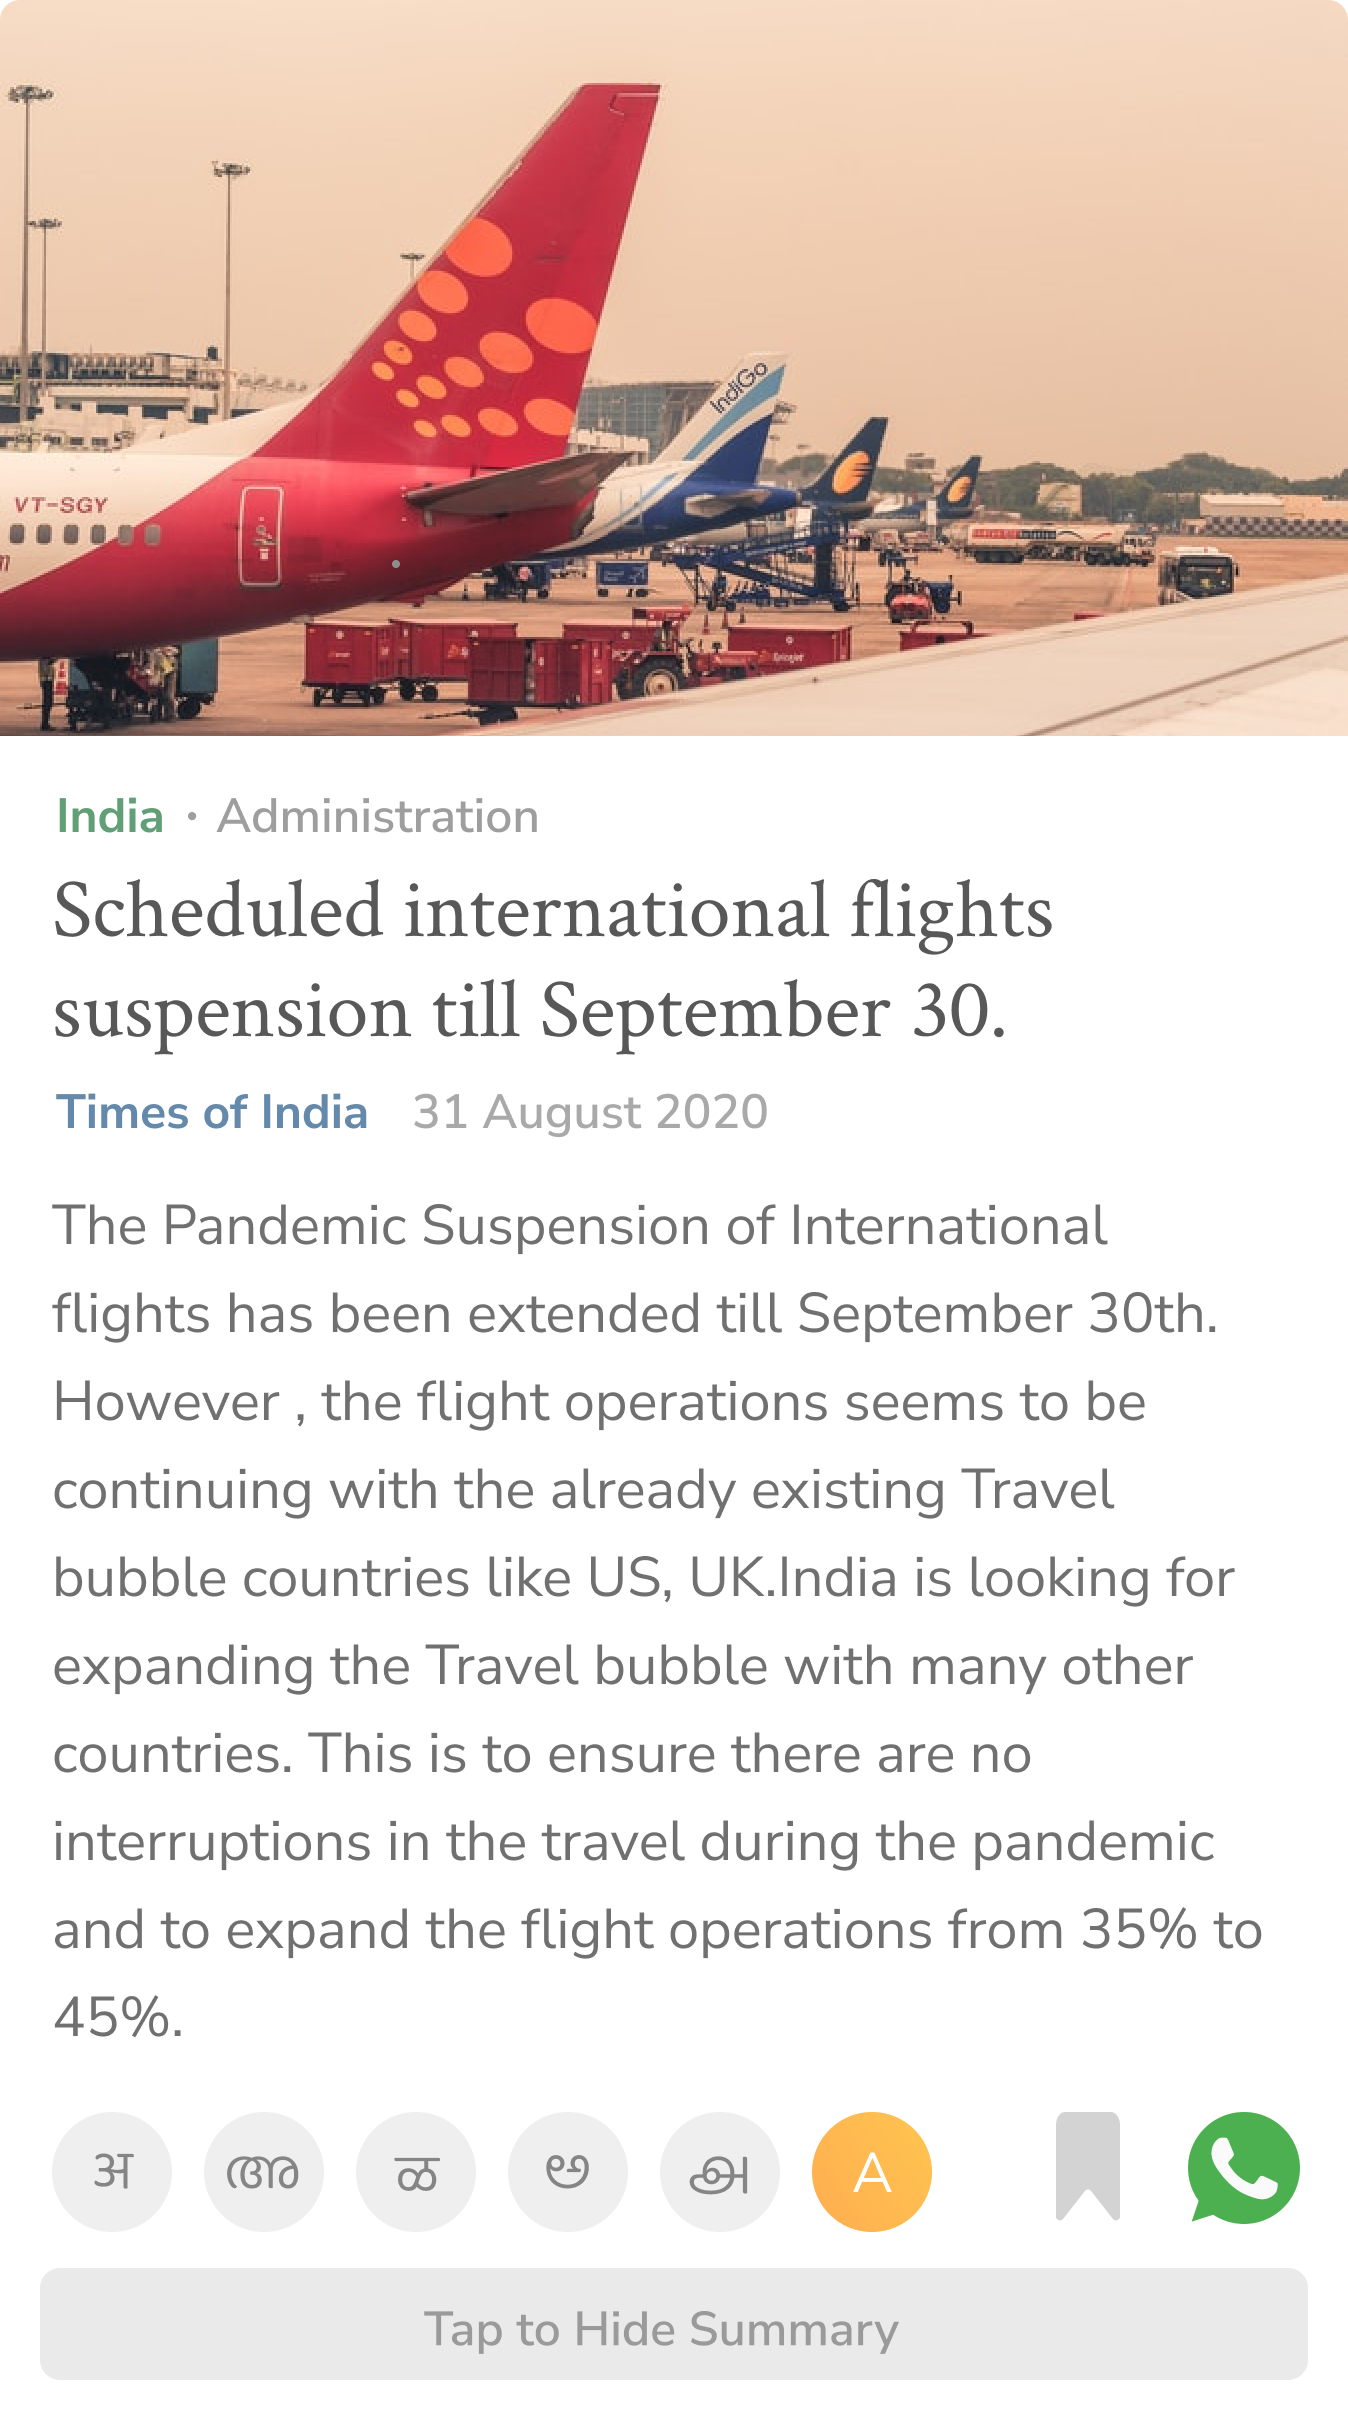 IndiGo
VT-SGY
spicejet
India · Administration
Scheduled international flights
suspension till September 30.
Times of India 31 August 2020
The Pandemic Suspension of International
flights has been extended till September 30th.
However , the flight operations seems to be
continuing with the already existing Travel
bubble countries like US, UK.India is looking for
expanding the Travel bubble with many other
countries. This is to ensure there are no
interruptions in the travel during the pandemic
and to expand the flight operations from 35% to
45%.
अ അ ळ ಅ அ A
Tap to Hide Summary